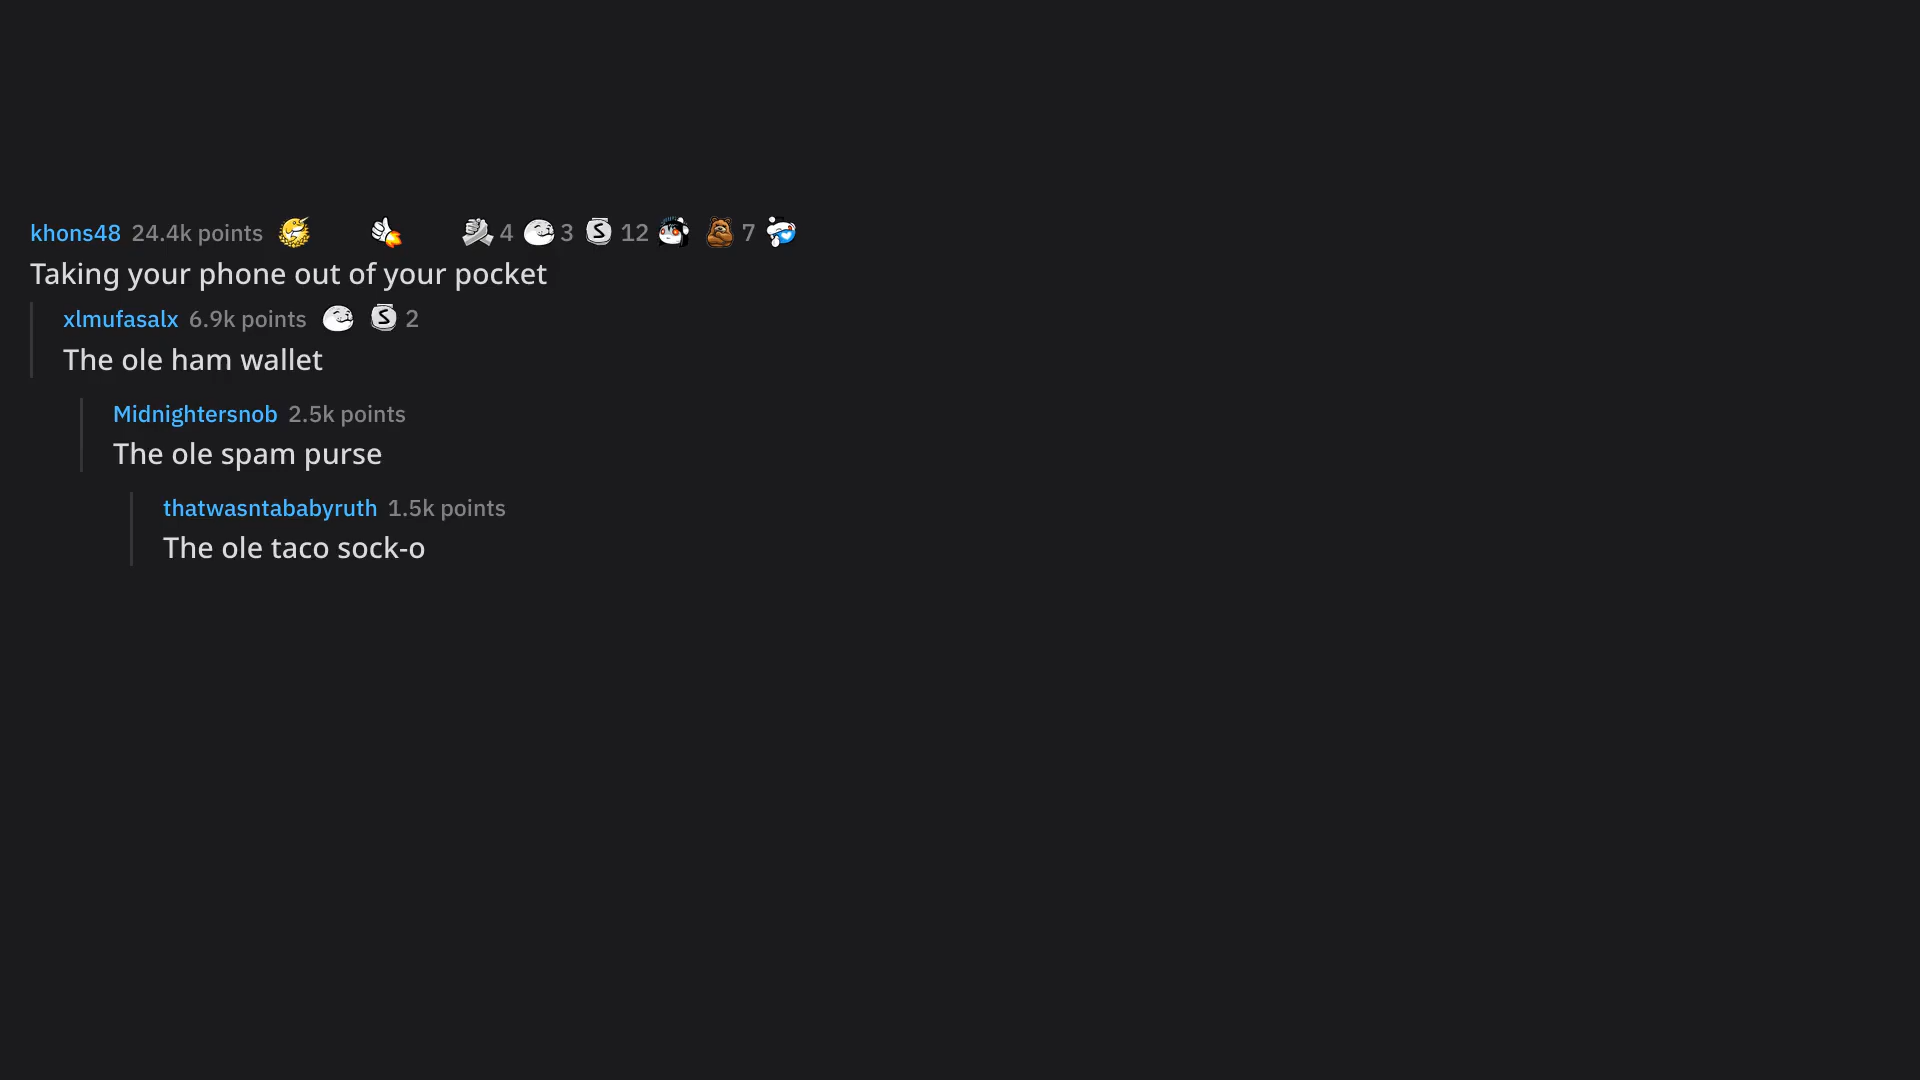 khons48 24.4k points 4 3 S 12 7
Taking your phone out of your pocket
xlmufasalx 6.9k points S 2
The ole ham wallet
Midnightersnob 2.5k points
The ole spam purse
thatwasntababyruth 1.5k points
The ole taco sock-o